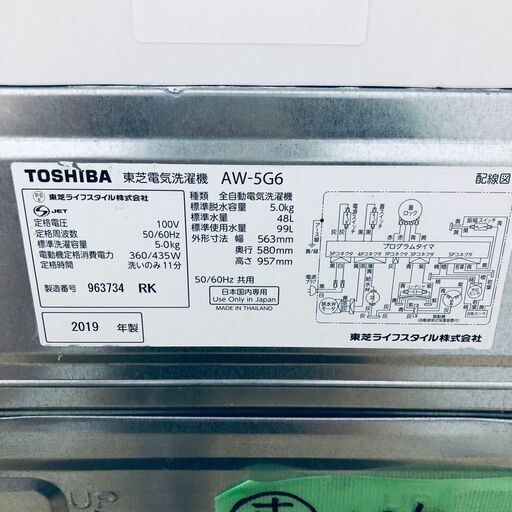 TOSHIBA 東芝電気洗濯機 AW-5G6 配線図
東芝ライフスタイル株式会社
JET
定格電圧 100V
定格周波数 50/60Hz
標準洗濯容量 5.0kg
電動機定格消費電力 360/435W
定格時間 洗いのみ11分
製造番号 963734 RK
2019 年製
種類 全自動電気洗濯機
標準脱水容量 5.0kg
標準水量 48L
標準使用水量 99L
外形寸法 幅 563mm
奥行 580mm
高さ 957mm
50/60Hz 共用
日本国内専用
Use Only in Japan
MADE IN THAILAND
蓋
ロック
プログラムタイマ
東芝ライフスタイル株式会社
UP